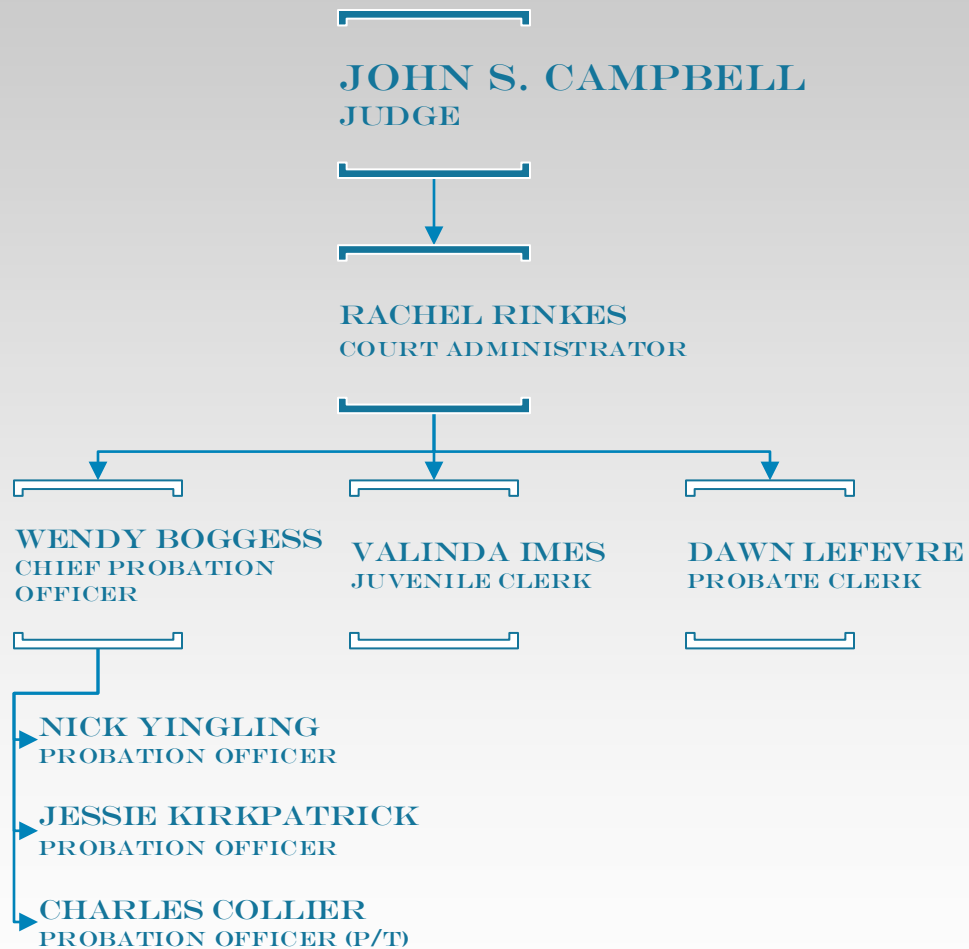 JOHN S. CAMPBELL
JUDGE
RACHEL RINKES
COURT ADMINISTRATOR
WENDY BOGGESS
CHIEF PROBATION
OFFICER
VALINDA IMES
JUVENILE CLERK
DAWN LEFEVRE
PROBATE CLERK
NICK YINGLING
PROBATION OFFICER
JESSIE KIRKPATRICK
PROBATION OFFICER
CHARLES COLLIER
PROBATION OFFICER (P/T)